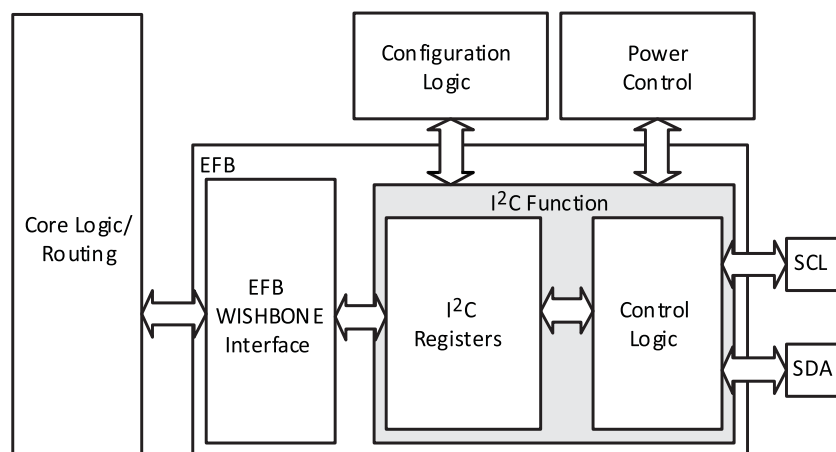 Configuration
Logic
Power
Control
EFB
I²C Function
Core Logic/
Routing
EFB
WISHBONE
Interface
I²C
Registers
Control
Logic
SCL
SDA